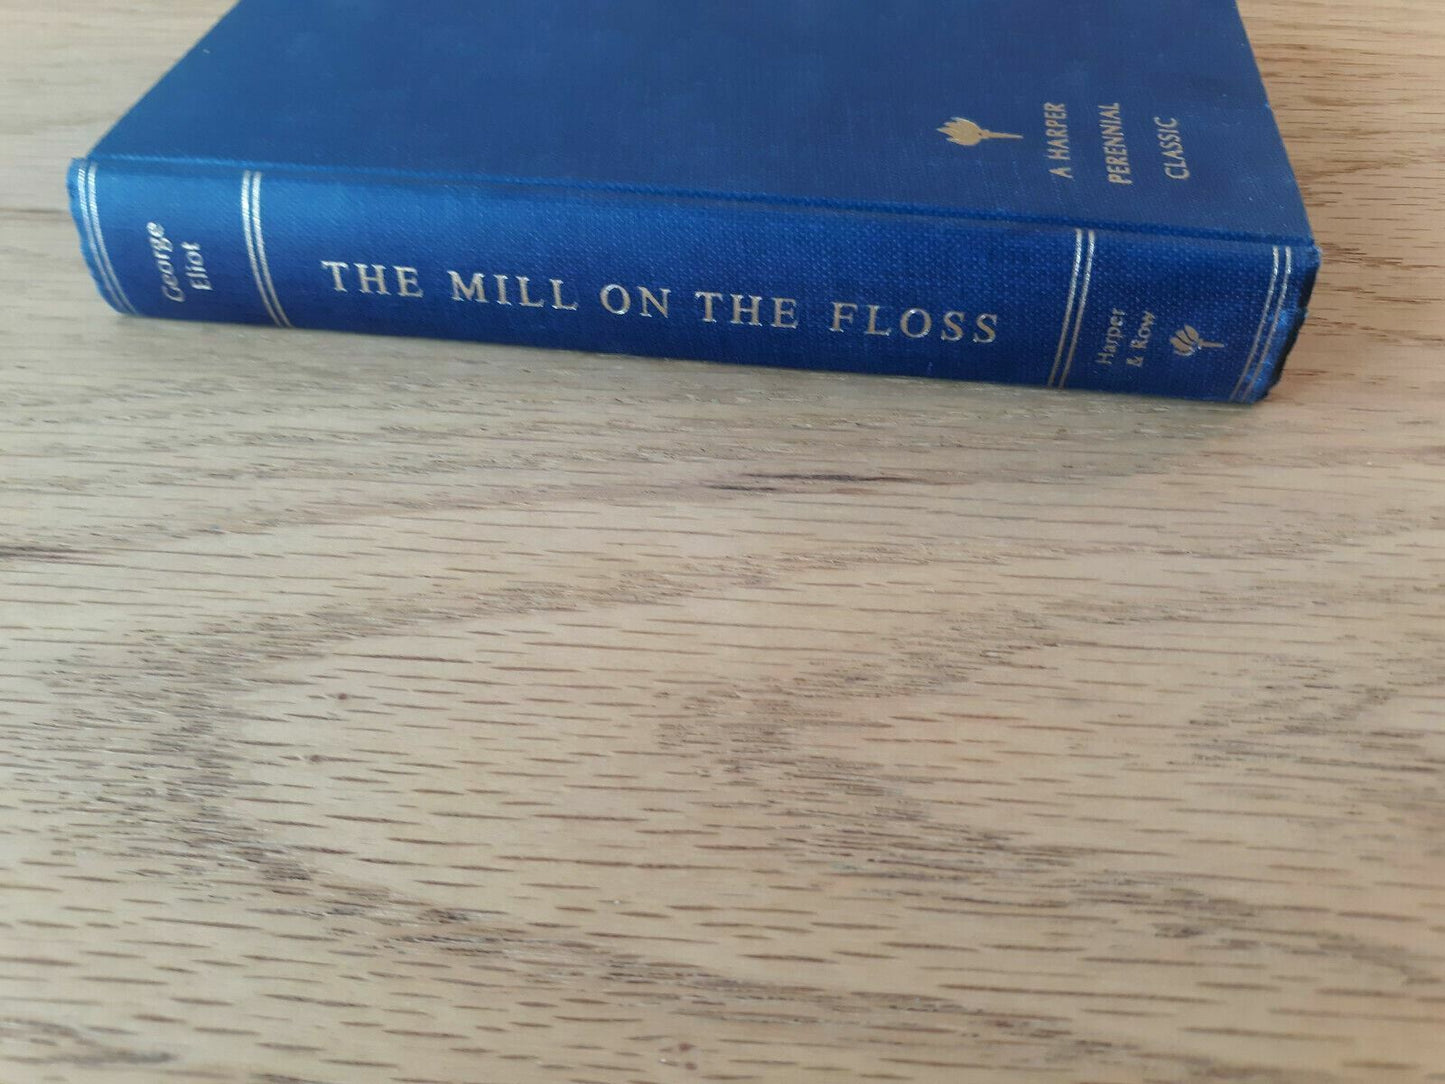 George
Eliot
THE MILL ON THE FLOSS
Harper
& Row
A HARPER
PERENNIAL
CLASSIC